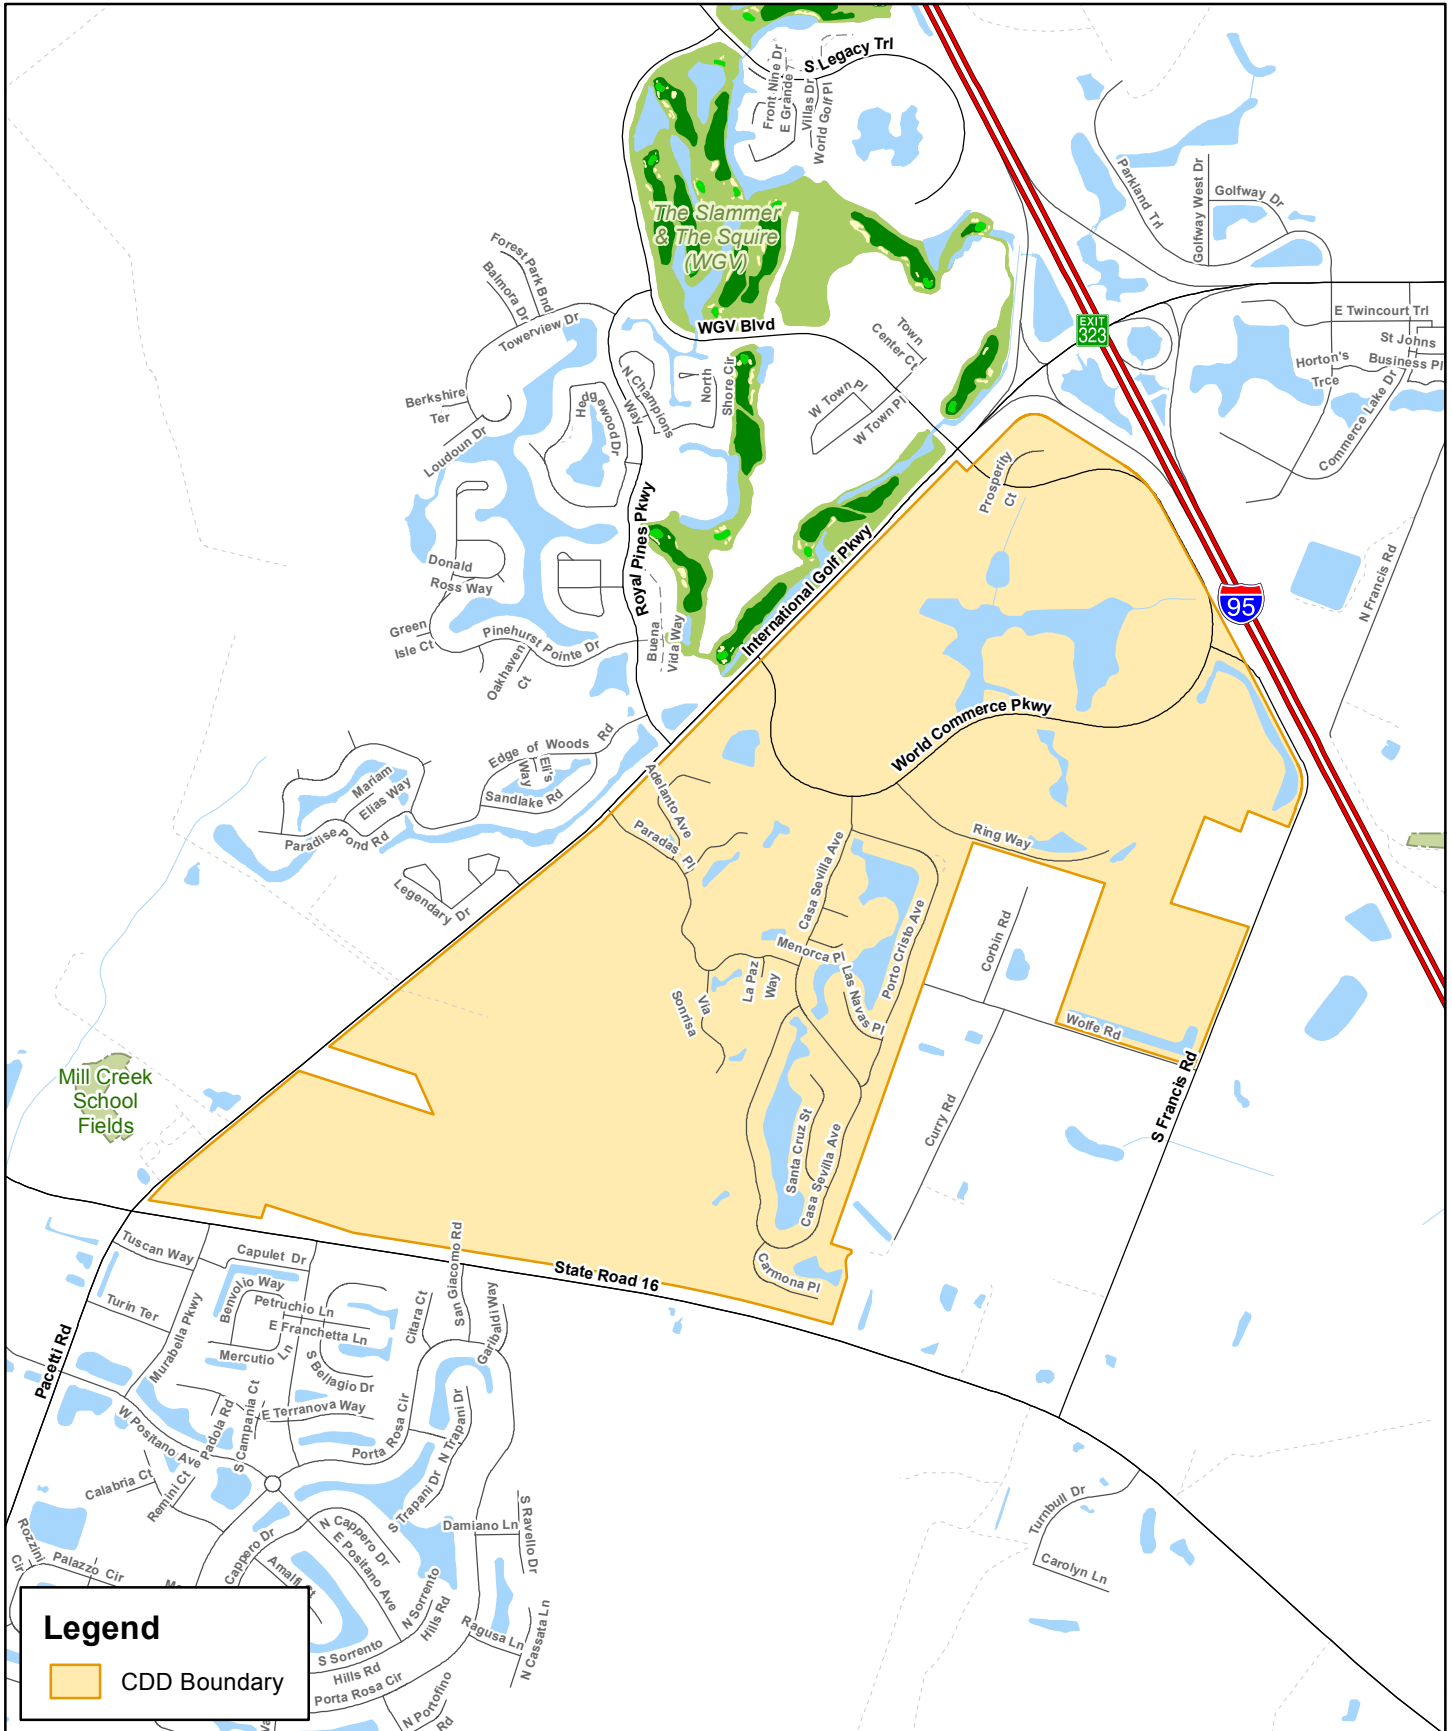 S Legacy Trl
Front Nine Dr
E Grande
Villas Dr
World Golf Pl
Parkland Trl
Golfway West Dr
Golfway Dr
The Slammer
& The Squire
(WGV)
Forest Park Bnd
Balmora Dr
Towerview Dr
WGV Blvd
Town
Center Ct
EXIT
323
E Twincourt Trl
St Johns
Business Pl
Horton's
Trce
Commerce Lake Dr
Berkshire
Ter
Loudoun Dr
Hedgewood Dr
N Champions
Way
North
Shore Cir
W Town Pl
W Town Pl
Prosperity
Ct
Royal Pines Pkwy
International Golf Pkwy
N Francis Rd
95
Donald
Ross Way
Green
Isle Ct
Pinehurst Pointe Dr
Oakhaven
Ct
Buena
Vida Way
World Commerce Pkwy
Edge of Woods Rd
Eli's
Way
Sandlake Rd
Mariam
Elias Way
Paradise Pond Rd
Legendary Dr
Adelanto Ave
Paradas Pl
Ring Way
Casa Sevilla Ave
Porto Cristo Ave
Menorca Pl
Las Navas Pl
La Paz
Way
Via
Sonrisa
Corbin Rd
Wolfe Rd
Curry Rd
S Francis Rd
Mill Creek
School
Fields
Santa Cruz St
Casa Sevilla Ave
Carmona Pl
State Road 16
Tuscan Way
Capulet Dr
Benvolio Way
Petruchio Ln
E Franchetta Ln
Turin Ter
Murabella Pkwy
Mercutio
Ln
S Bellagio Dr
Citara Ct
San Giacomo Rd
Garibaldi Way
Pacetti Rd
W Positano Ave
Padola Rd
S Campania Ct
E Terranova Way
Porta Rosa Cir
N Trapani Dr
S Trapani Dr
Calabria Ct
Remini Ct
Rozzini
Cir
Palazzo Cir
Cappero Dr
N Cappero Dr
E Positano Ave
Damiano Ln
S Ravello Dr
N Sorrento
Hills Rd
Ragusa Ln
N Cassata Ln
S Sorrento
Hills Rd
Porta Rosa Cir
N Portofino
Rd
Turnbull Dr
Carolyn Ln
Legend
CDD Boundary